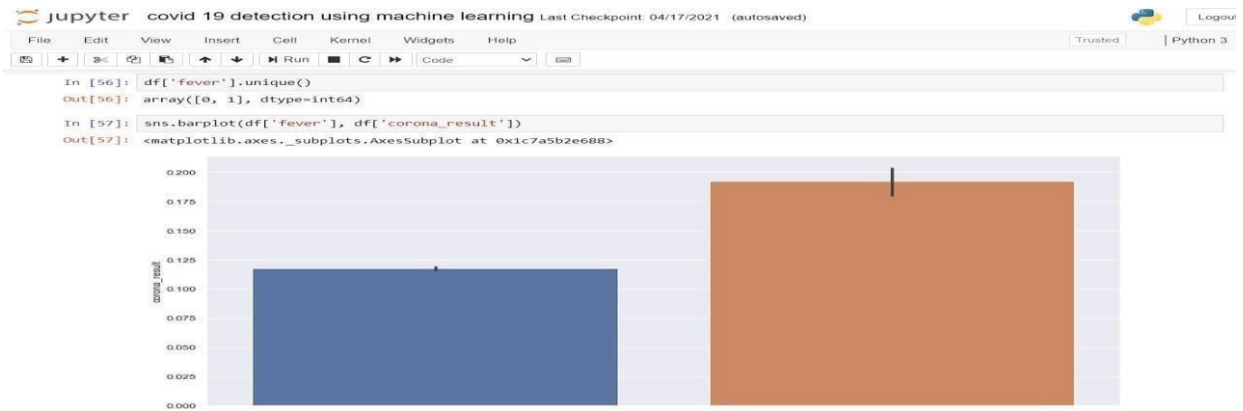 jupyter covid 19 detection using machine learning Last Checkpoint: 04/17/2021 (autosaved)
Logout
File Edit View Insert Cell Kernel Widgets Help
Trusted | Python 3
Run Code
In [56]: df['fever'].unique()
Out[56]: array([0, 1], dtype=int64)
In [57]: sns.barplot(df['fever'], df['corona_result'])
Out[57]: <matplotlib.axes._subplots.AxesSubplot at 0x1c7a5b2e688>
0.200
0.175
0.150
0.125
0.100
0.075
0.050
0.025
0.000
corona_result